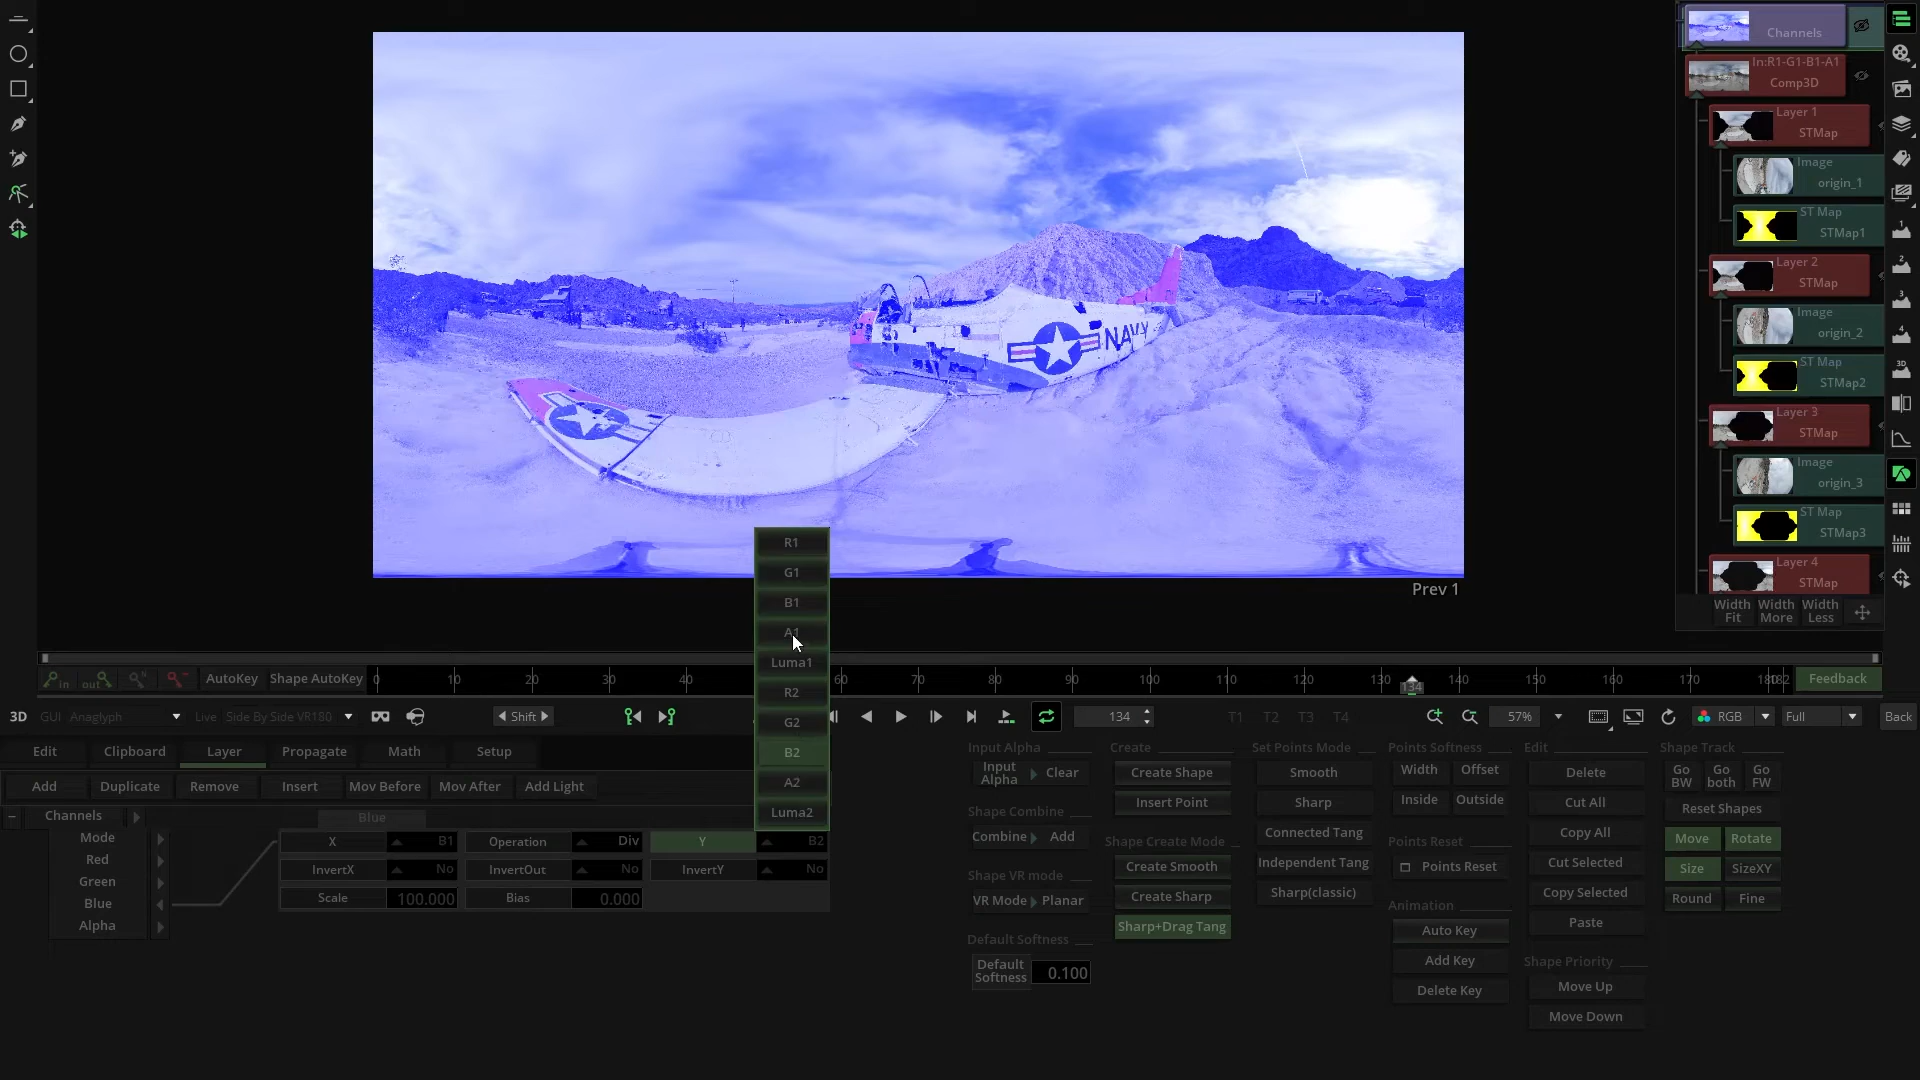 Channels
In:R1-G1-B1-A1
Comp3D
Layer 1
STMap
Image
origin_1
ST Map
STMap1
Layer 2
STMap
Image
origin_2
ST Map
STMap2
Layer 3
STMap
Image
origin_3
ST Map
STMap3
Layer 4
STMap
Width Fit
Width More
Width Less
NAVY
Prev 1
R1
G1
B1
A1
Luma1
R2
G2
B2
A2
Luma2
in
out
AutoKey
Shape AutoKey
0 10 20 30 40 60 70 80 90 100 110 120 130 134 140 150 160 170 182
Feedback
3D GUI Anaglyph Live Side By Side VR180 Shift 134 T1 T2 T3 T4 57% RGB Full Back
Edit Clipboard Layer Propagate Math Setup
Add Duplicate Remove Insert Mov Before Mov After Add Light
Channels
Mode
Red
Green
Blue
Alpha
Blue
X B1 Operation Div Y B2
InvertX No InvertOut No InvertY No
Scale 100.000 Bias 0.000
Input Alpha
Input Alpha Clear
Shape Combine
Combine Add
Shape VR mode
VR Mode Planar
Default Softness
Default Softness 0.100
Create
Create Shape
Insert Point
Shape Create Mode
Create Smooth
Create Sharp
Sharp+Drag Tang
Set Points Mode
Smooth
Sharp
Connected Tang
Independent Tang
Sharp(classic)
Points Softness
Width Offset
Inside Outside
Points Reset
Points Reset
Animation
Auto Key
Add Key
Delete Key
Edit
Delete
Cut All
Copy All
Cut Selected
Copy Selected
Paste
Shape Priority
Move Up
Move Down
Shape Track
Go BW
Go both
Go FW
Reset Shapes
Move Rotate
Size SizeXY
Round Fine